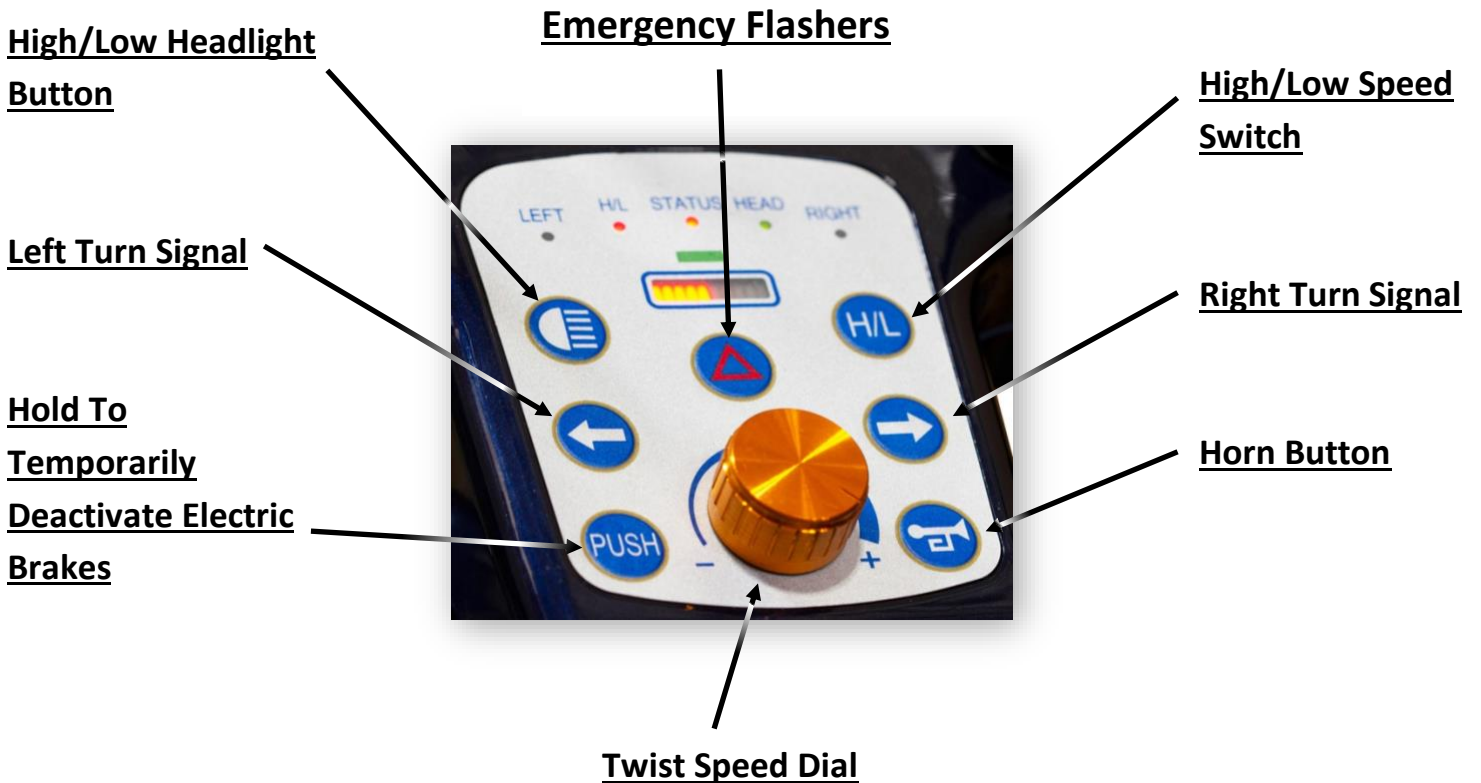 Emergency Flashers
High/Low Headlight
Button
High/Low Speed
Switch
LEFT H/L STATUS HEAD RIGHT
Left Turn Signal
H/L
Right Turn Signal
Hold To
Temporarily
Deactivate Electric
Brakes
Horn Button
PUSH
– +
Twist Speed Dial